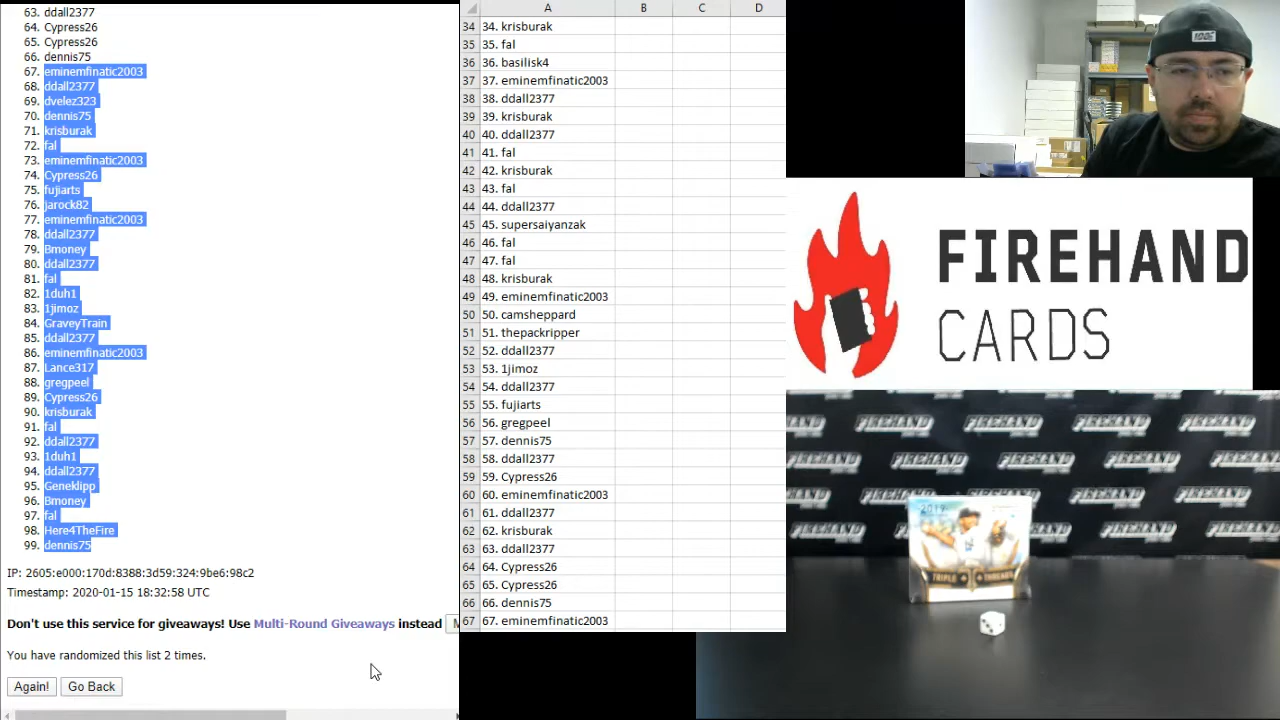 63. ddall2377
64. Cypress26
65. Cypress26
66. dennis75
67. eminemfinatic2003
68. ddall2377
69. dvelez323
70. dennis75
71. krisburak
72. fal
73. eminemfinatic2003
74. Cypress26
75. fujiarts
76. jarock82
77. eminemfinatic2003
78. ddall2377
79. Bmoney
80. ddall2377
81. fal
82. 1duh1
83. 1jimoz
84. GraveyTrain
85. ddall2377
86. eminemfinatic2003
87. Lance317
88. gregpeel
89. Cypress26
90. krisburak
91. fal
92. ddall2377
93. 1duh1
94. ddall2377
95. Geneklipp
96. Bmoney
97. fal
98. Here4TheFire
99. dennis75
IP: 2605:e000:170d:8388:3d59:324:9be6:98c2
Timestamp: 2020-01-15 18:32:58 UTC
Don't use this service for giveaways! Use Multi-Round Giveaways instead
You have randomized this list 2 times.
Again! Go Back
A B C D
34 34. krisburak
35 35. fal
36 36. basilisk4
37 37. eminemfinatic2003
38 38. ddall2377
39 39. krisburak
40 40. ddall2377
41 41. fal
42 42. krisburak
43 43. fal
44 44. ddall2377
45 45. supersaiyanzak
46 46. fal
47 47. fal
48 48. krisburak
49 49. eminemfinatic2003
50 50. camsheppard
51 51. thepackripper
52 52. ddall2377
53 53. 1jimoz
54 54. ddall2377
55 55. fujiarts
56 56. gregpeel
57 57. dennis75
58 58. ddall2377
59 59. Cypress26
60 60. eminemfinatic2003
61 61. ddall2377
62 62. krisburak
63 63. ddall2377
64 64. Cypress26
65 65. Cypress26
66 66. dennis75
67 67. eminemfinatic2003
FIREHAND
CARDS
FIREHAND FIREHAND FIREHAND
FIREHAND FIREHAND
2019
TRIPLE THREADS